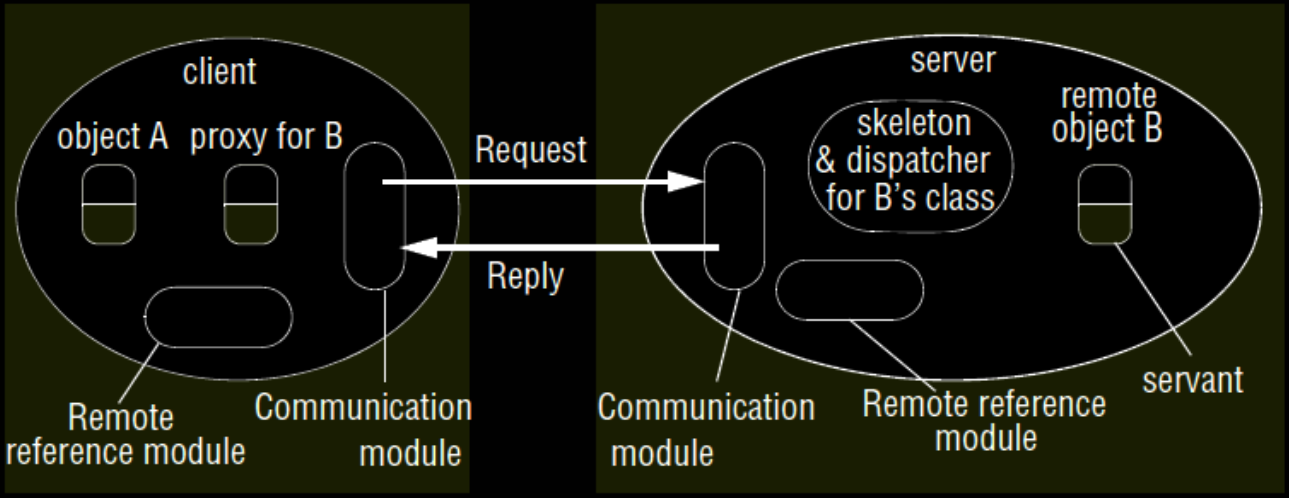 client
object A
proxy for B
Remote
reference module
Communication
module
Request
Reply
server
skeleton
& dispatcher
for B's class
remote
object B
Communication
module
Remote reference
module
servant